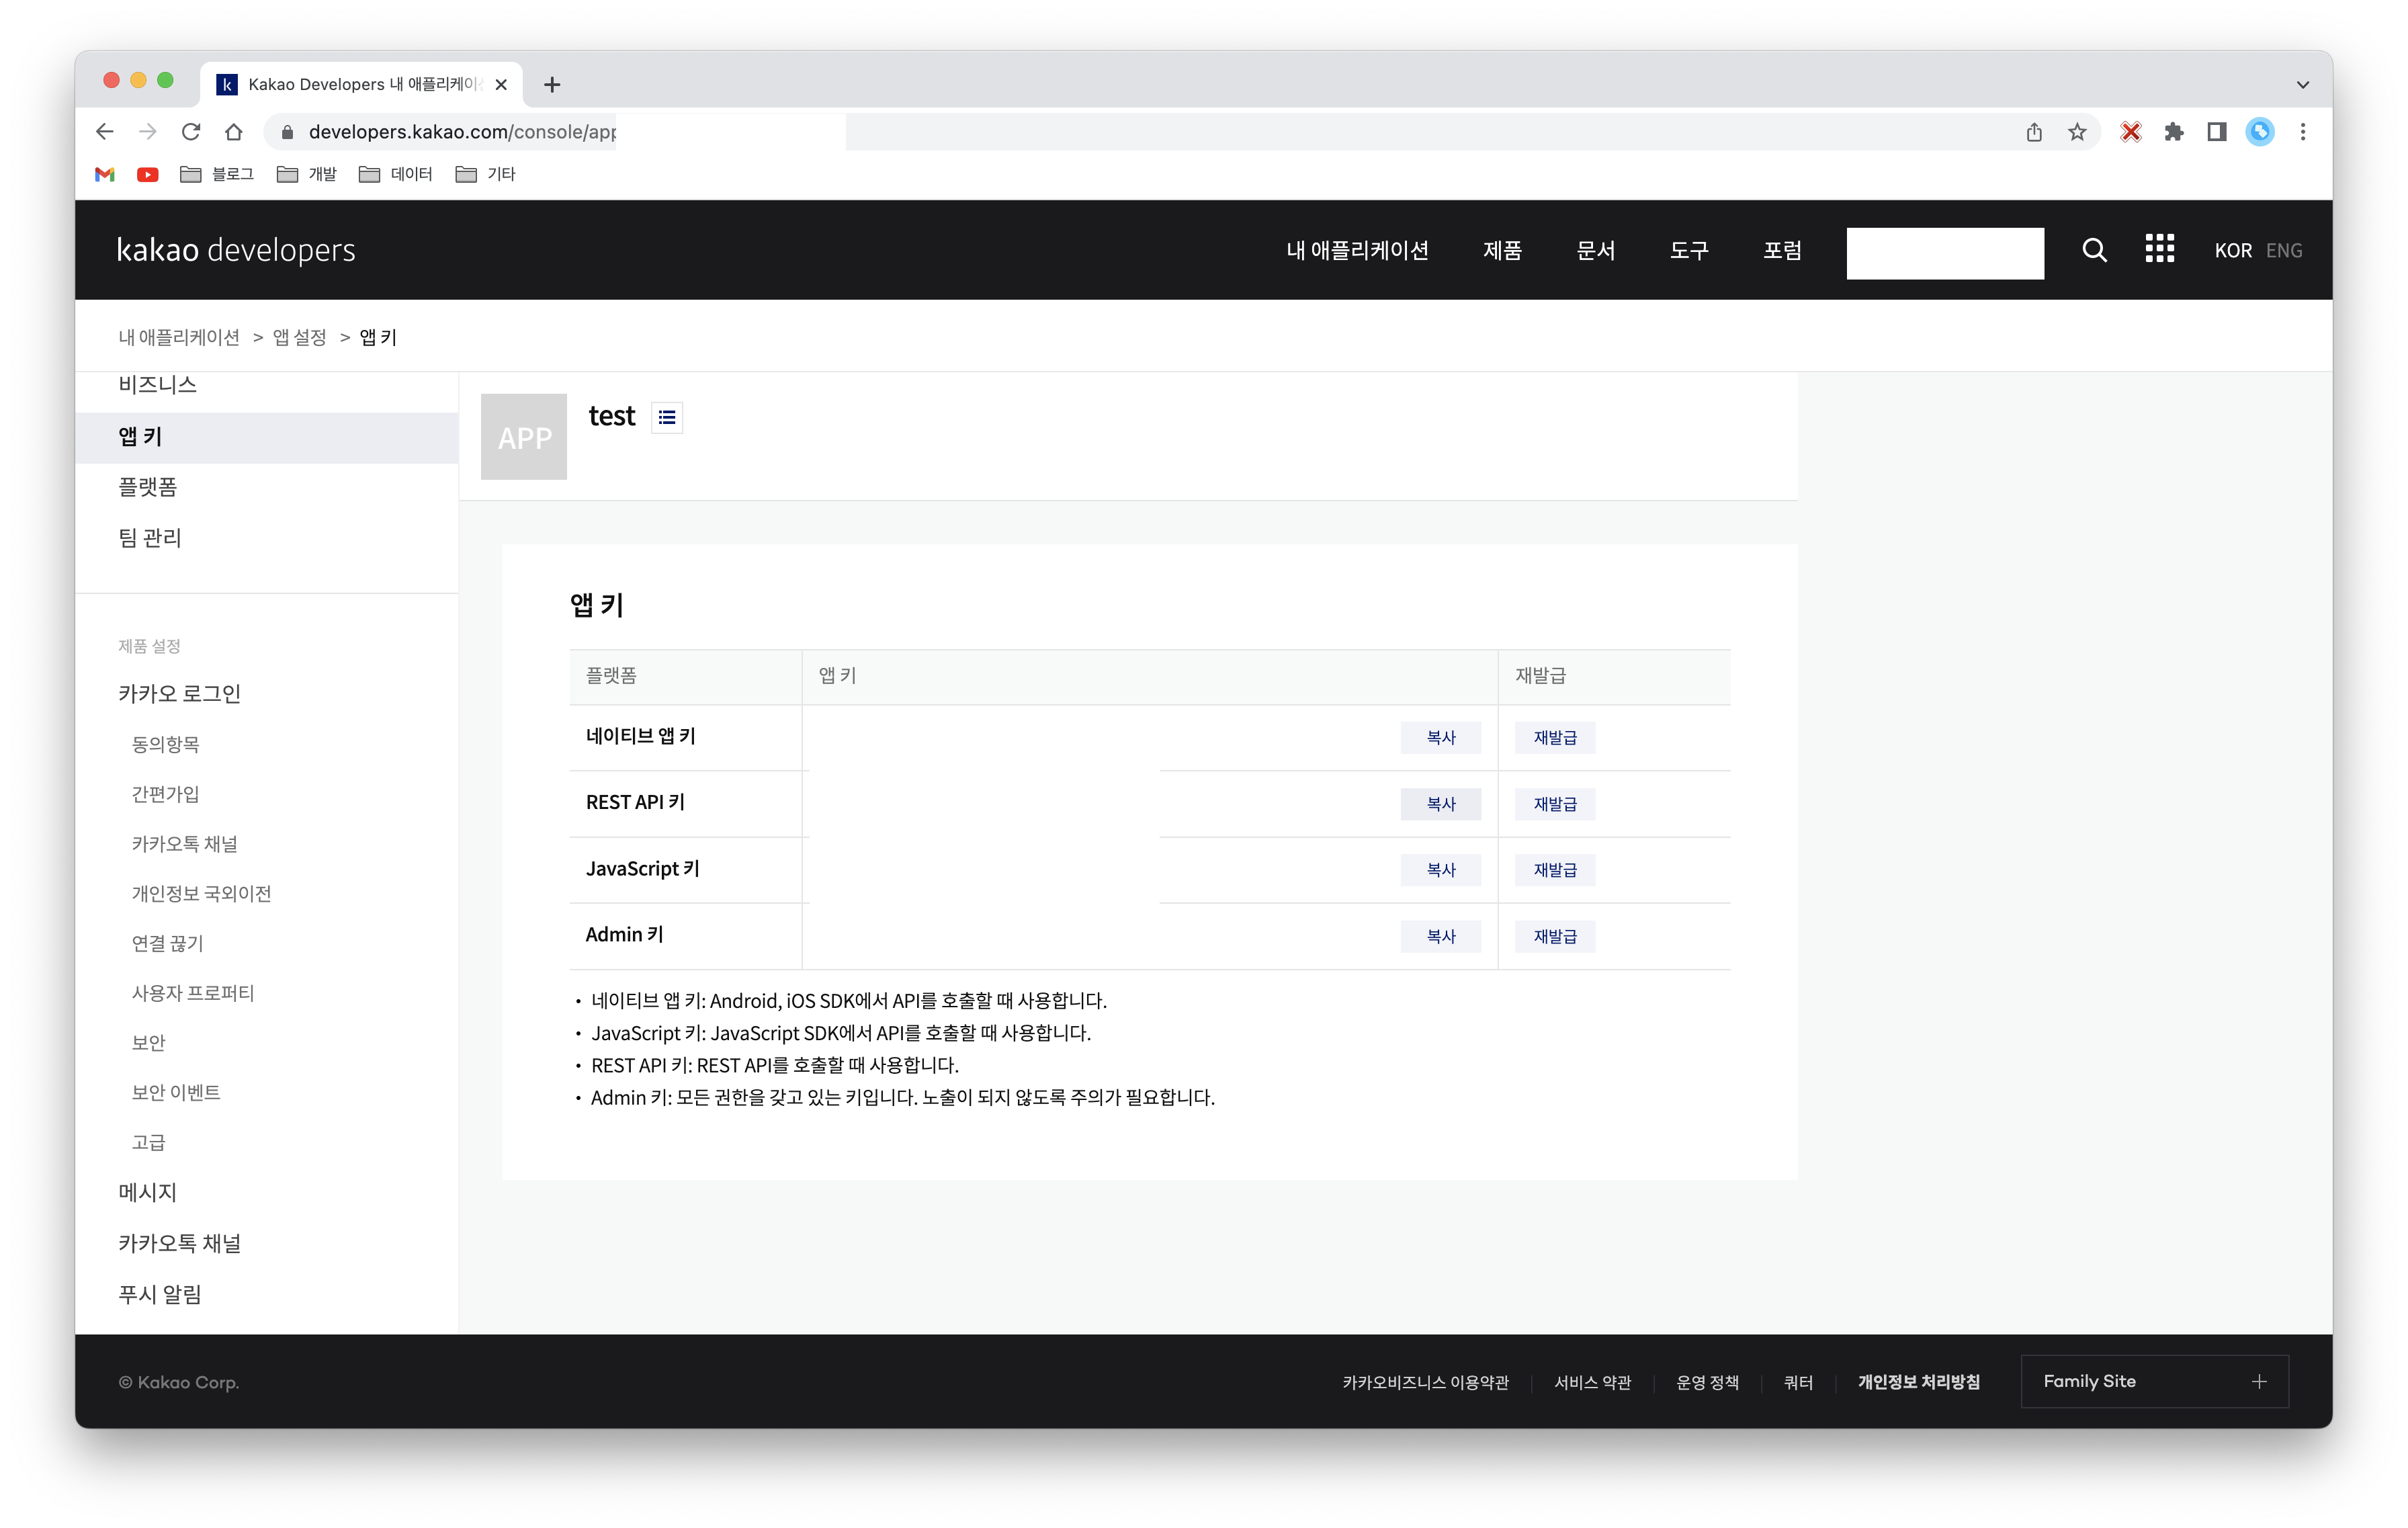 k Kakao Developers 내 애플리케이
developers.kakao.com/console/app
블로그 개발 데이터 기타
kakao developers 내 애플리케이션 제품 문서 도구 포럼 KOR ENG
내 애플리케이션 > 앱 설정 > 앱 키
비즈니스
앱 키
플랫폼
팀 관리
제품 설정
카카오 로그인
동의항목
간편가입
카카오톡 채널
개인정보 국외이전
연결 끊기
사용자 프로퍼티
보안
보안 이벤트
고급
메시지
카카오톡 채널
푸시 알림
APP test
앱 키
플랫폼 앱 키 재발급
네이티브 앱 키 복사 재발급
REST API 키 복사 재발급
JavaScript 키 복사 재발급
Admin 키 복사 재발급
• 네이티브 앱 키: Android, iOS SDK에서 API를 호출할 때 사용합니다.
• JavaScript 키: JavaScript SDK에서 API를 호출할 때 사용합니다.
• REST API 키: REST API를 호출할 때 사용합니다.
• Admin 키: 모든 권한을 갖고 있는 키입니다. 노출이 되지 않도록 주의가 필요합니다.
© Kakao Corp. 카카오비즈니스 이용약관 서비스 약관 운영 정책 쿼터 개인정보 처리방침 Family Site